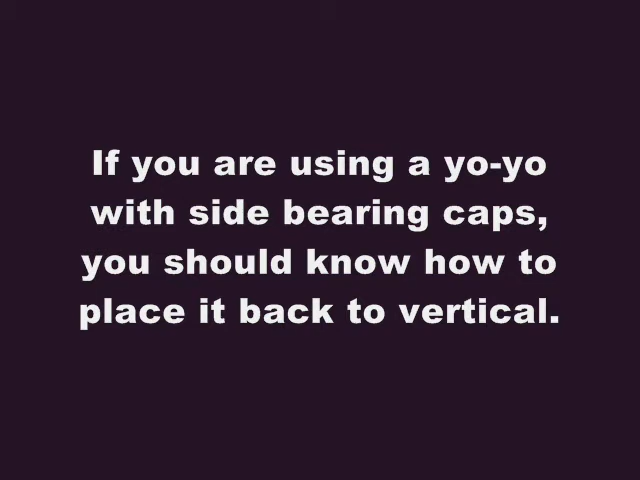 If you are using a yo-yo
with side bearing caps,
you should know how to
place it back to vertical.